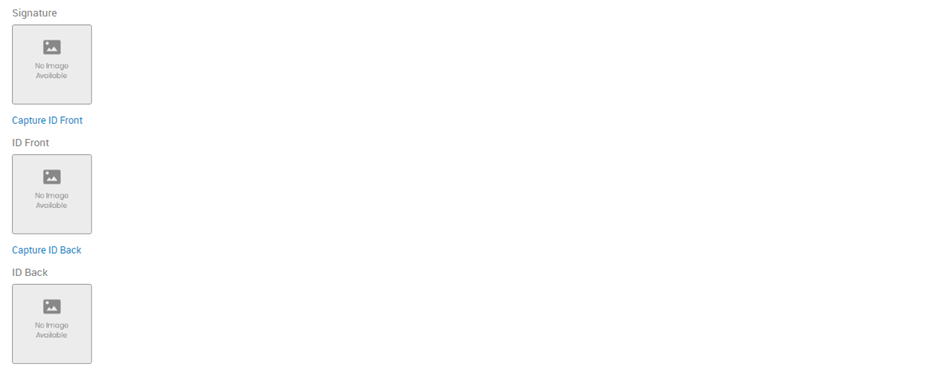 Signature
No Image
Available
Capture ID Front
ID Front
No Image
Available
Capture ID Back
ID Back
No Image
Available